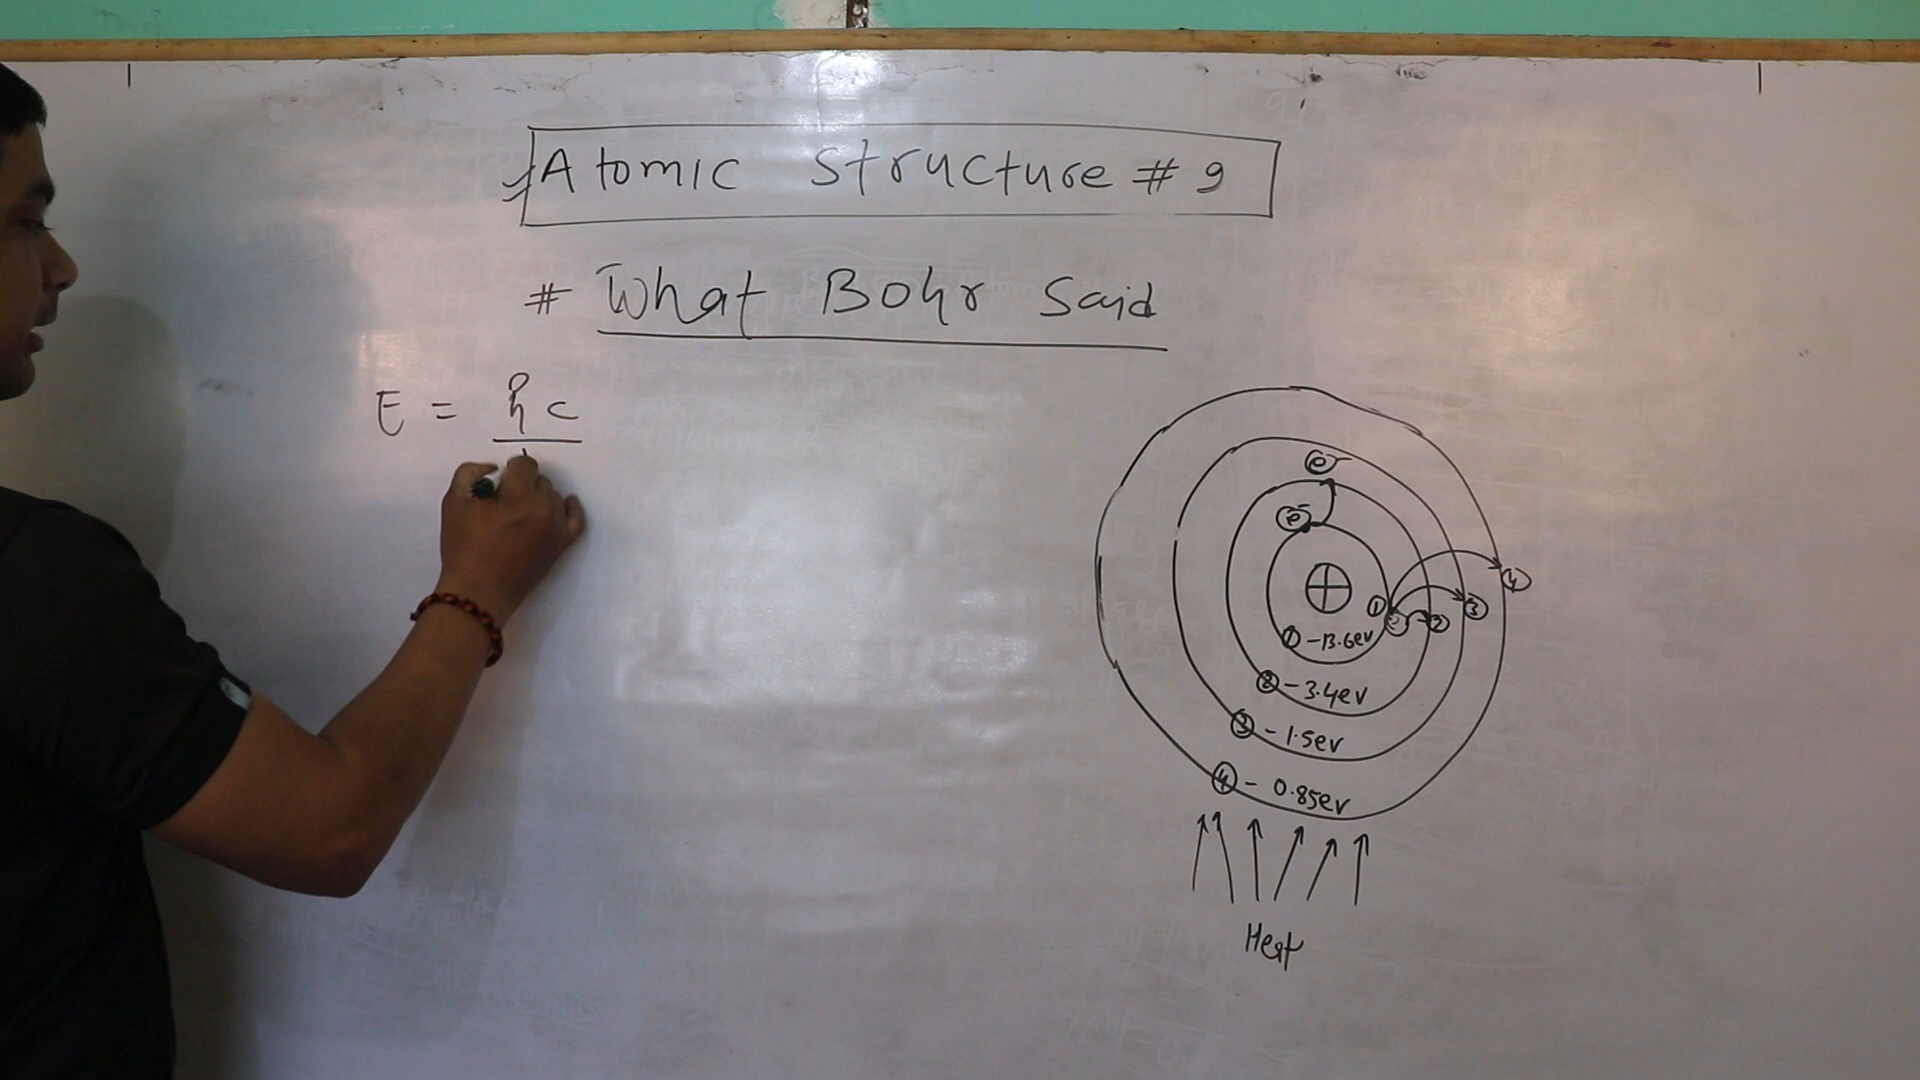 Atomic Structure # 9
# What Bohr Said
E = hc
e-
e-
4
1
3
2
1 -13.6ev
2 - 3.4ev
3 - 1.5ev
4 - 0.85ev
Heat